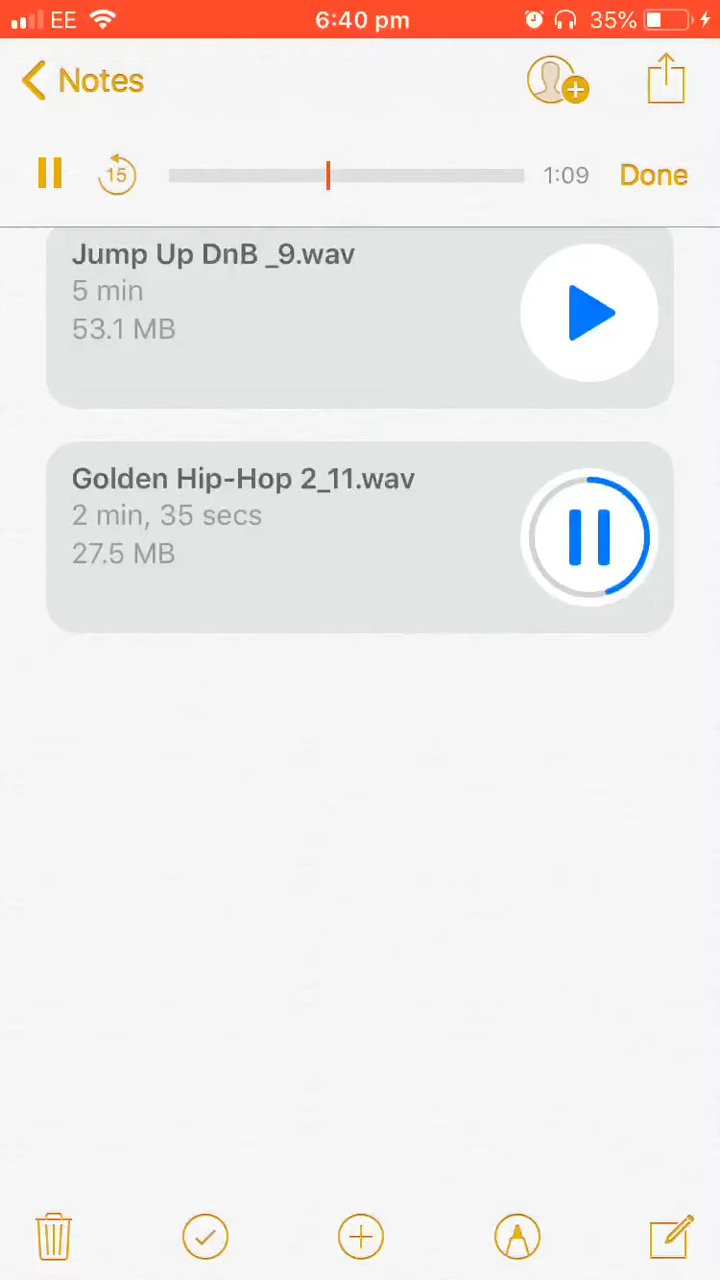 EE 6:40 pm 35%
Notes
15 1:09 Done
Jump Up DnB _9.wav
5 min
53.1 MB
Golden Hip-Hop 2_11.wav
2 min, 35 secs
27.5 MB